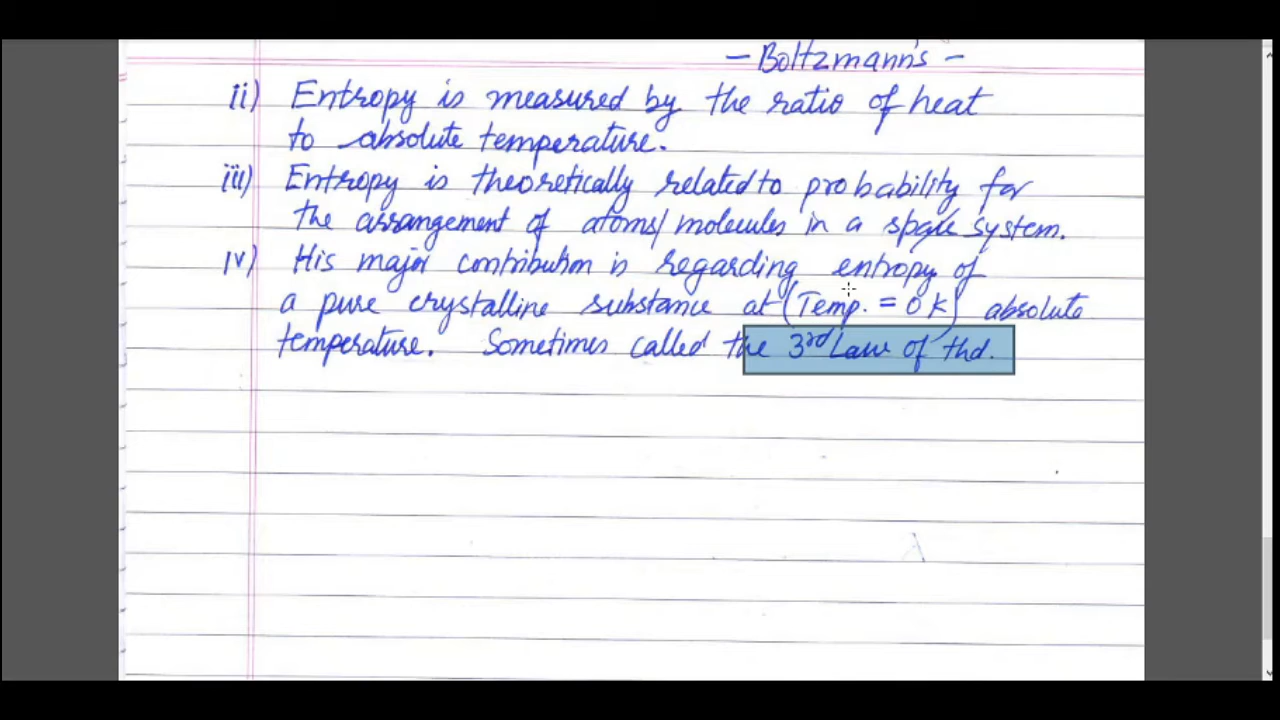 — Boltzmann's —
ii) Entropy is measured by the ratio of heat
to absolute temperature.
iii) Entropy is theoretically related to probability for
the arrangement of atoms/molecules in a space system.
iv) His major contribution is regarding entropy of
a pure crystalline substance at (Temp. = 0 K) absolute
temperature. Sometimes called the 3rd Law of thd.